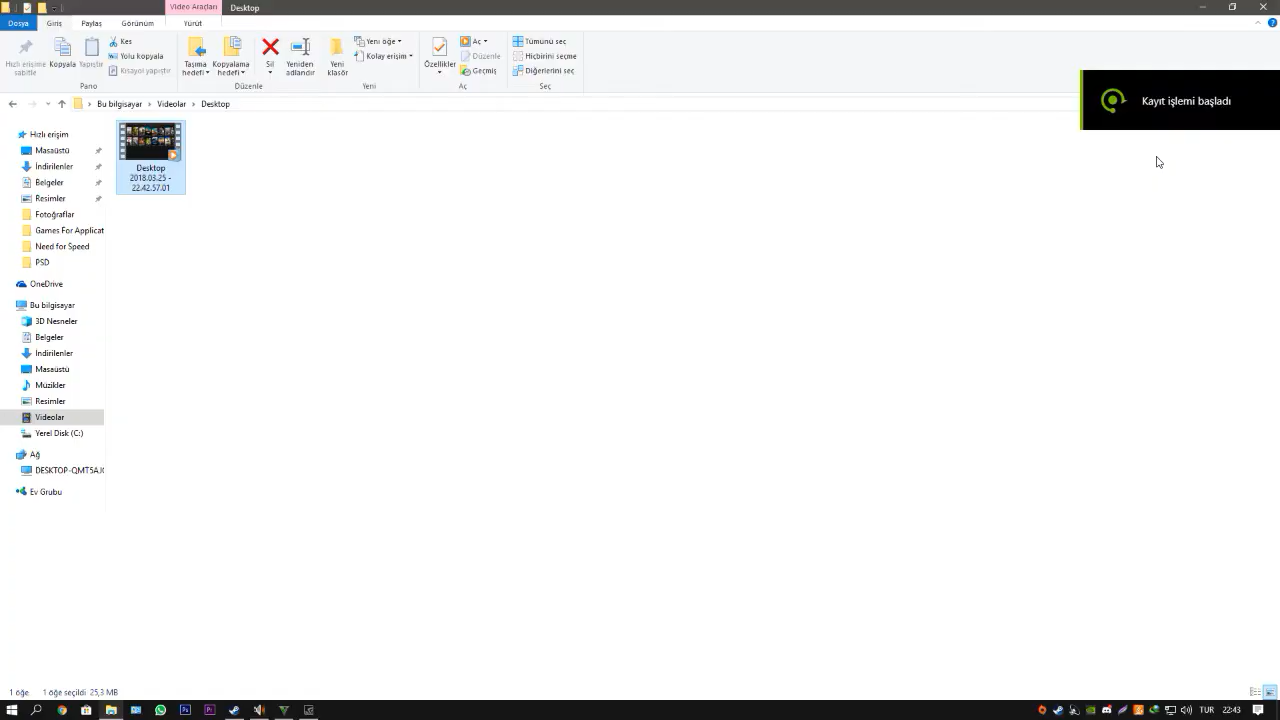 Video Araçları
Desktop
Dosya
Giriş
Paylaş
Görünüm
Yürüt
Hızlı erişime sabitle
Kopyala
Yapıştır
Kes
Yolu kopyala
Kısayol yapıştır
Pano
Taşıma hedefi
Kopyalama hedefi
Sil
Yeniden adlandır
Düzenle
Yeni klasör
Yeni öğe
Kolay erişim
Yeni
Özellikler
Aç
Düzenle
Geçmiş
Aç
Tümünü seç
Hiçbirini seçme
Diğerlerini seç
Seç
Bu bilgisayar > Videolar > Desktop
Kayıt işlemi başladı
Hızlı erişim
Masaüstü
İndirilenler
Belgeler
Resimler
Fotoğraflar
Games For Applicat
Need for Speed
PSD
OneDrive
Bu bilgisayar
3D Nesneler
Belgeler
İndirilenler
Masaüstü
Müzikler
Resimler
Videolar
Yerel Disk (C:)
Ağ
DESKTOP-QMT5AJ
Ev Grubu
Desktop
2018.03.25 -
22.42.57.01
1 öğe
1 öğe seçildi 25,3 MB
Ps
Pr
TUR
22:43